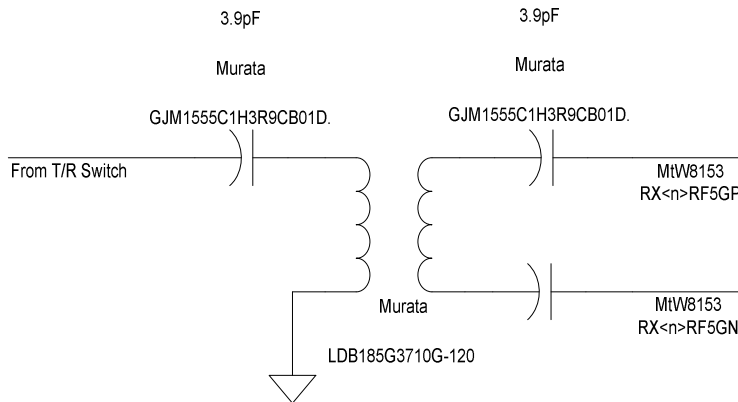 3.9pF
3.9pF
Murata
Murata
GJM1555C1H3R9CB01D.
GJM1555C1H3R9CB01D.
From T/R Switch
MtW8153
RX<n>RF5GP
Murata
MtW8153
RX<n>RF5GN
LDB185G3710G-120